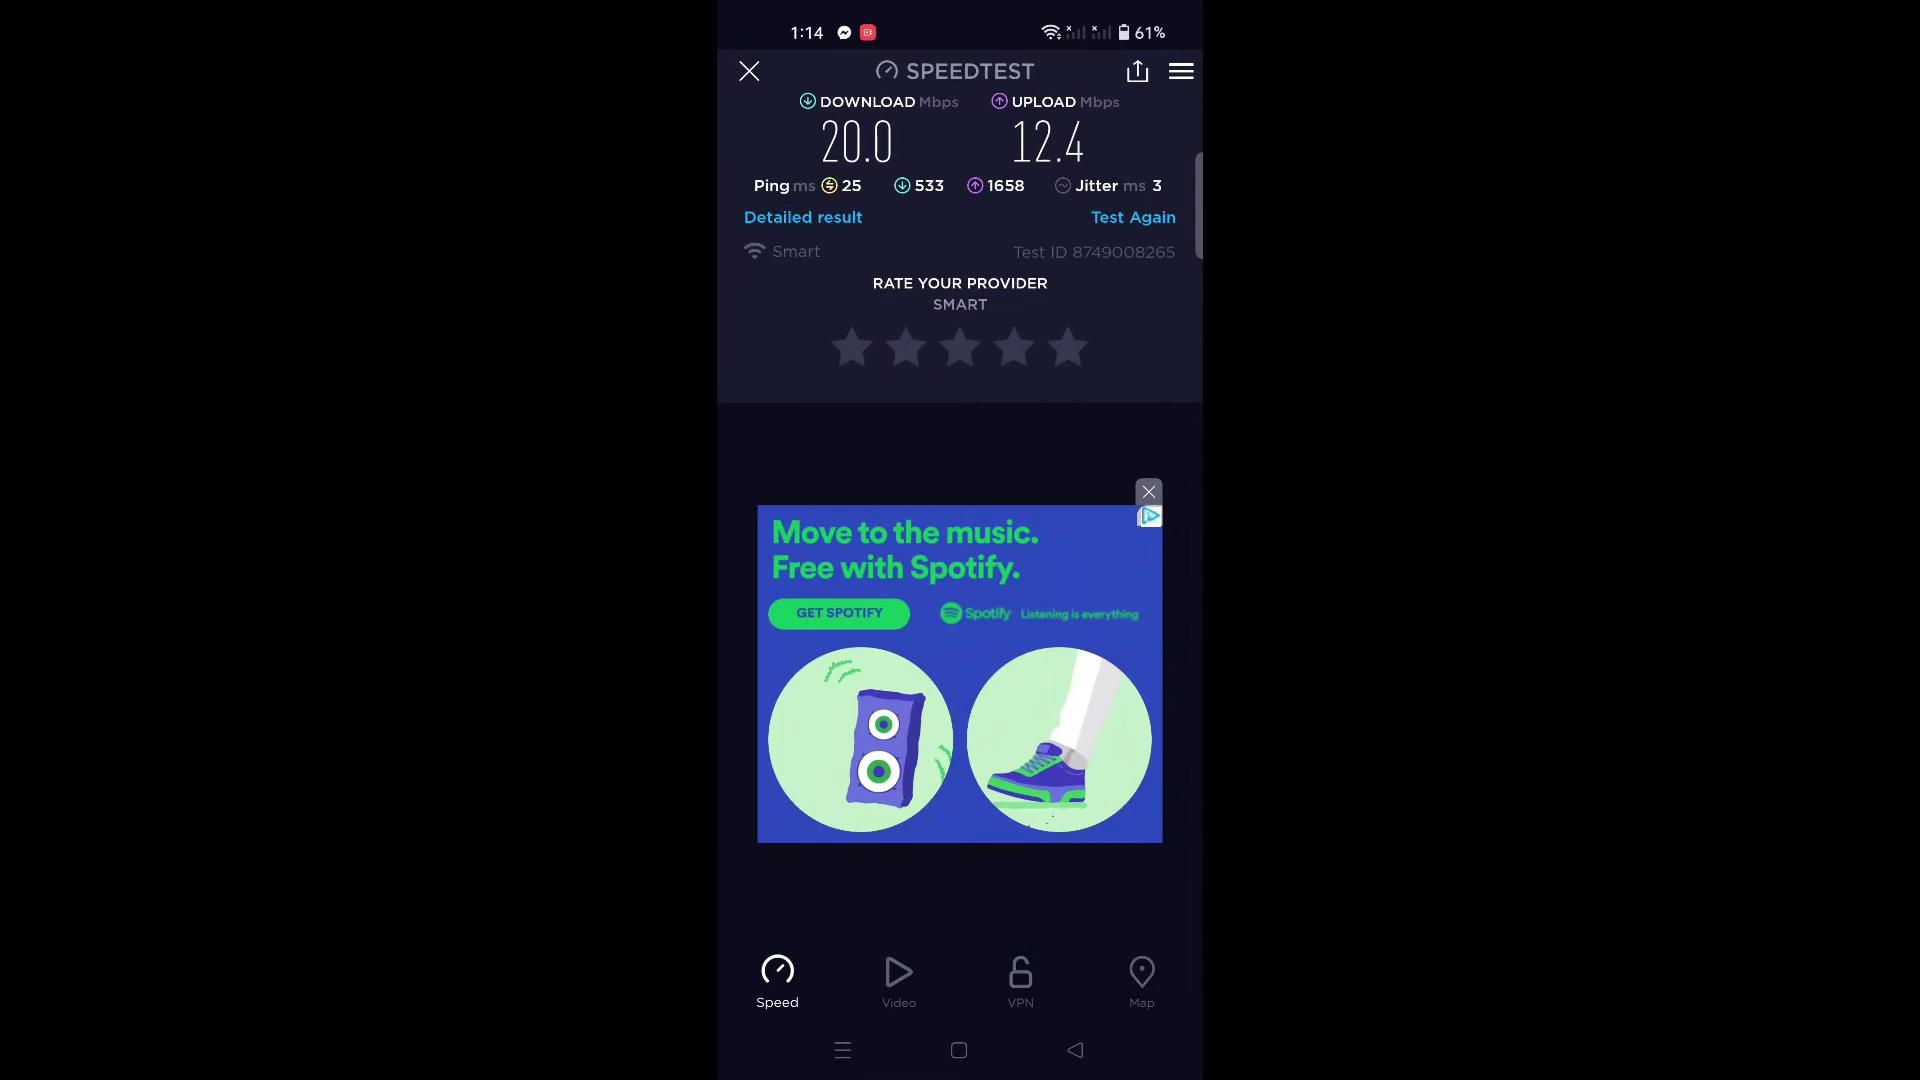 1:14 61%
SPEEDTEST
DOWNLOAD Mbps UPLOAD Mbps
20.0 12.4
Ping ms 25 533 1658 Jitter ms 3
Detailed result Test Again
Smart Test ID 8749008265
RATE YOUR PROVIDER
SMART
Move to the music.
Free with Spotify.
GET SPOTIFY Spotify Listening is everything
Speed Video VPN Map